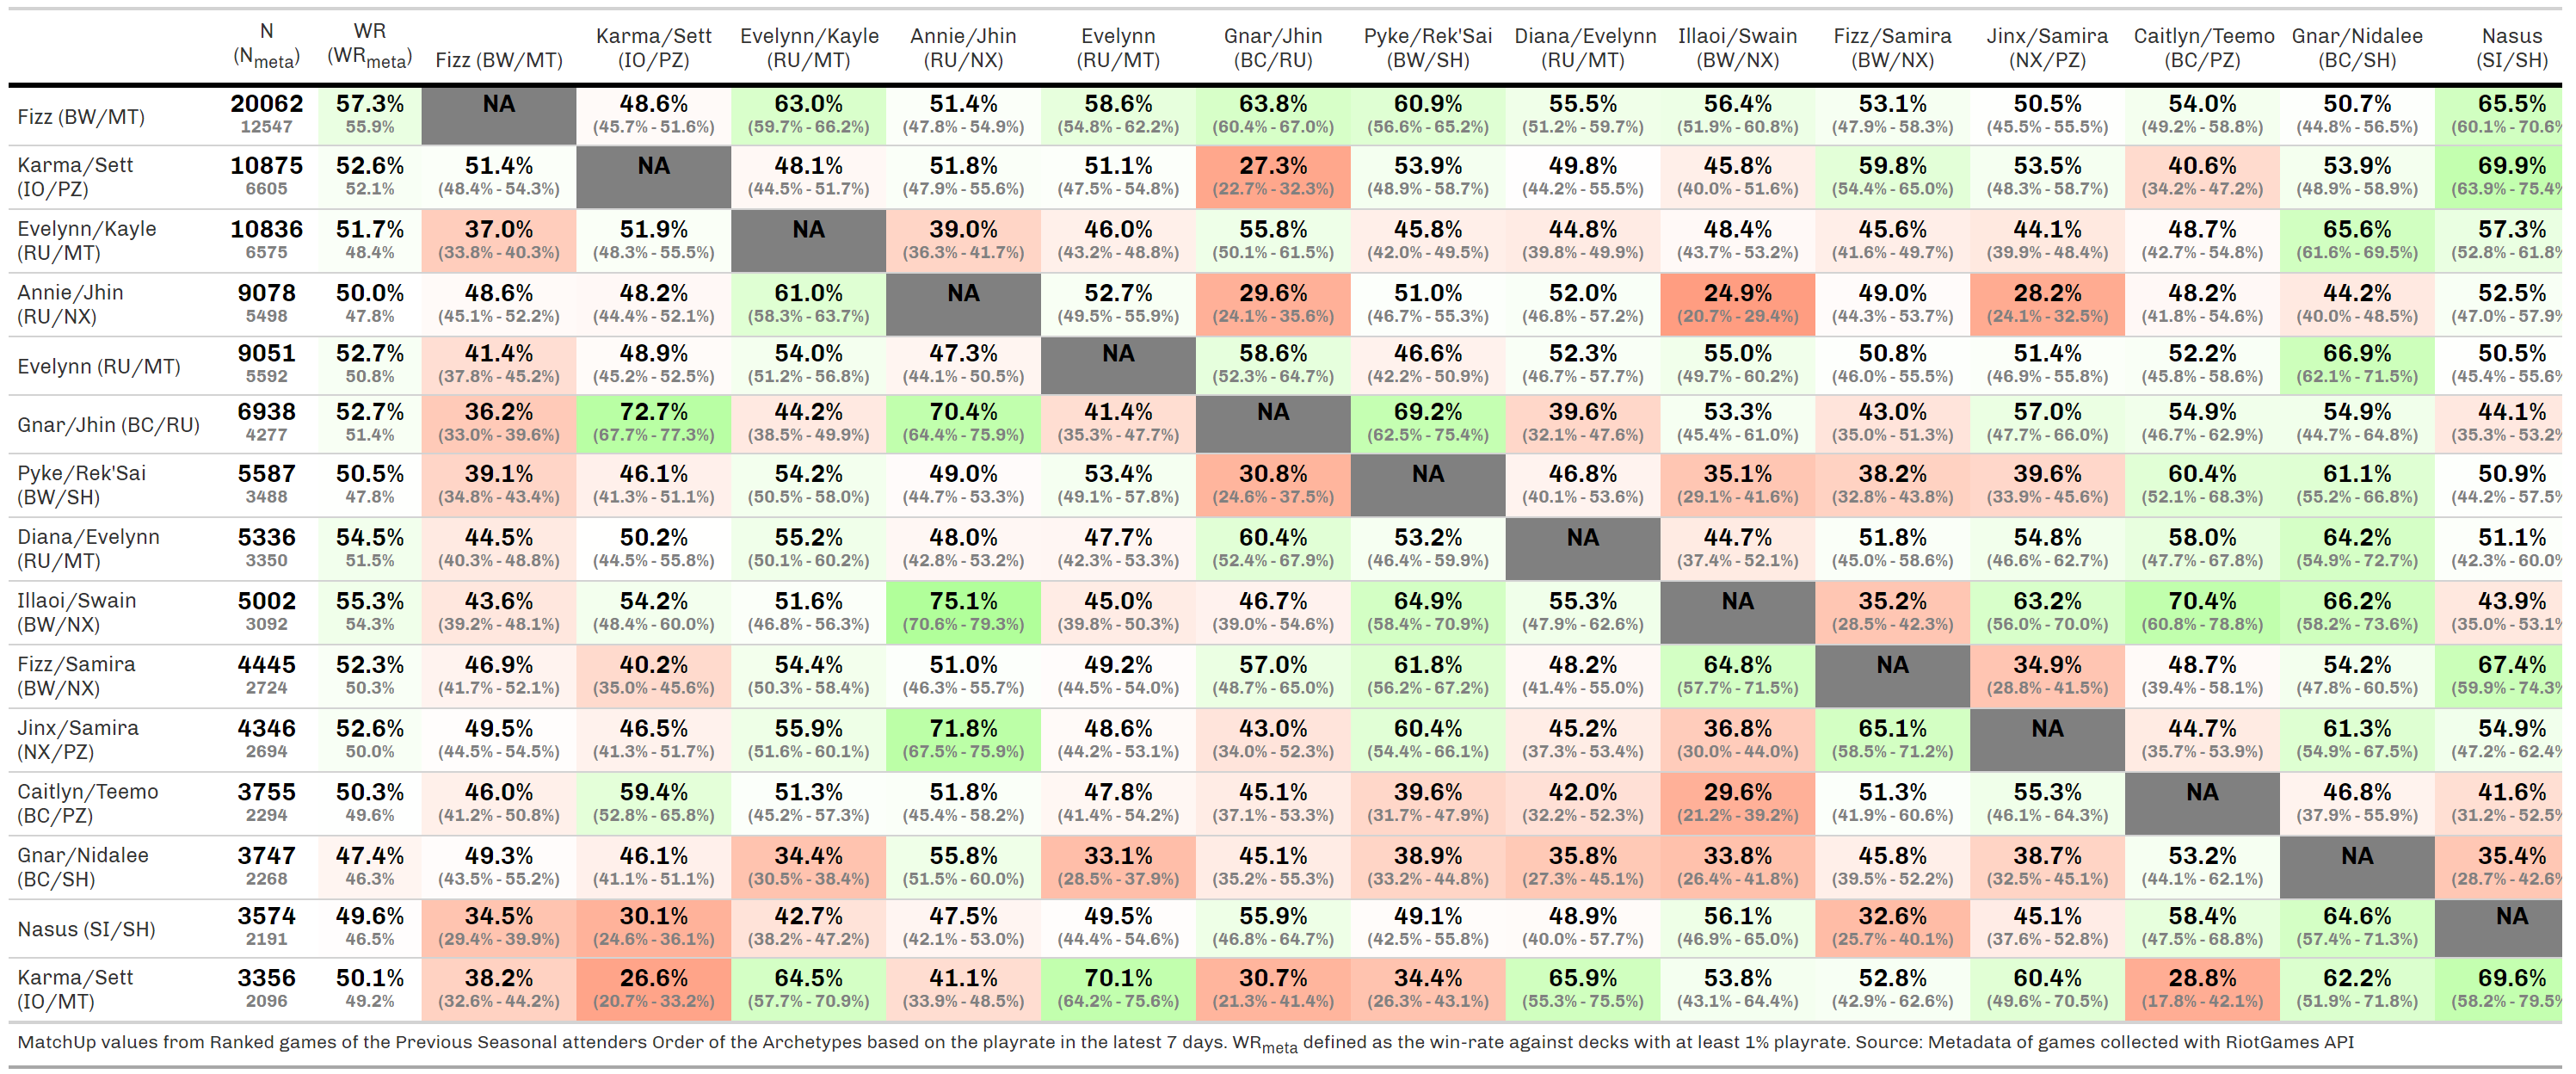 N (Nmeta) WR (WRmeta) Fizz (BW/MT) Karma/Sett (IO/PZ) Evelynn/Kayle (RU/MT) Annie/Jhin (RU/NX) Evelynn (RU/MT) Gnar/Jhin (BC/RU) Pyke/Rek'Sai (BW/SH) Diana/Evelynn (RU/MT) Illaoi/Swain (BW/NX) Fizz/Samira (BW/NX) Jinx/Samira (NX/PZ) Caitlyn/Teemo (BC/PZ) Gnar/Nidalee (BC/SH) Nasus (SI/SH)
Fizz (BW/MT) 20062 57.3% NA 48.6% 63.0% 51.4% 58.6% 63.8% 60.9% 55.5% 56.4% 53.1% 50.5% 54.0% 50.7% 65.5%
12547 55.9% (45.7% - 51.6%) (59.7% - 66.2%) (47.8% - 54.9%) (54.8% - 62.2%) (60.4% - 67.0%) (56.6% - 65.2%) (51.2% - 59.7%) (51.9% - 60.8%) (47.9% - 58.3%) (45.5% - 55.5%) (49.2% - 58.8%) (44.8% - 56.5%) (60.1% - 70.6%
Karma/Sett 10875 52.6% 51.4% NA 48.1% 51.8% 51.1% 27.3% 53.9% 49.8% 45.8% 59.8% 53.5% 40.6% 53.9% 69.9%
(IO/PZ) 6605 52.1% (48.4% - 54.3%) (44.5% - 51.7%) (47.9% - 55.6%) (47.5% - 54.8%) (22.7% - 32.3%) (48.9% - 58.7%) (44.2% - 55.5%) (40.0% - 51.6%) (54.4% - 65.0%) (48.3% - 58.7%) (34.2% - 47.2%) (48.9% - 58.9%) (63.9% - 75.4%
Evelynn/Kayle 10836 51.7% 37.0% 51.9% NA 39.0% 46.0% 55.8% 45.8% 44.8% 48.4% 45.6% 44.1% 48.7% 65.6% 57.3%
(RU/MT) 6575 48.4% (33.8% - 40.3%) (48.3% - 55.5%) (36.3% - 41.7%) (43.2% - 48.8%) (50.1% - 61.5%) (42.0% - 49.5%) (39.8% - 49.9%) (43.7% - 53.2%) (41.6% - 49.7%) (39.9% - 48.4%) (42.7% - 54.8%) (61.6% - 69.5%) (52.8% - 61.8%
Annie/Jhin 9078 50.0% 48.6% 48.2% 61.0% NA 52.7% 29.6% 51.0% 52.0% 24.9% 49.0% 28.2% 48.2% 44.2% 52.5%
(RU/NX) 5498 47.8% (45.1% - 52.2%) (44.4% - 52.1%) (58.3% - 63.7%) (49.5% - 55.9%) (24.1% - 35.6%) (46.7% - 55.3%) (46.8% - 57.2%) (20.7% - 29.4%) (44.3% - 53.7%) (24.1% - 32.5%) (41.8% - 54.6%) (40.0% - 48.5%) (47.0% - 57.9%
Evelynn (RU/MT) 9051 52.7% 41.4% 48.9% 54.0% 47.3% NA 58.6% 46.6% 52.3% 55.0% 50.8% 51.4% 52.2% 66.9% 50.5%
5592 50.8% (37.8% - 45.2%) (45.2% - 52.5%) (51.2% - 56.8%) (44.1% - 50.5%) (52.3% - 64.7%) (42.2% - 50.9%) (46.7% - 57.7%) (49.7% - 60.2%) (46.0% - 55.5%) (46.9% - 55.8%) (45.8% - 58.6%) (62.1% - 71.5%) (45.4% - 55.6%
Gnar/Jhin (BC/RU) 6938 52.7% 36.2% 72.7% 44.2% 70.4% 41.4% NA 69.2% 39.6% 53.3% 43.0% 57.0% 54.9% 54.9% 44.1%
4277 51.4% (33.0% - 39.6%) (67.7% - 77.3%) (38.5% - 49.9%) (64.4% - 75.9%) (35.3% - 47.7%) (62.5% - 75.4%) (32.1% - 47.6%) (45.4% - 61.0%) (35.0% - 51.3%) (47.7% - 66.0%) (46.7% - 62.9%) (44.7% - 64.8%) (35.3% - 53.2%
Pyke/Rek'Sai 5587 50.5% 39.1% 46.1% 54.2% 49.0% 53.4% 30.8% NA 46.8% 35.1% 38.2% 39.6% 60.4% 61.1% 50.9%
(BW/SH) 3488 47.8% (34.8% - 43.4%) (41.3% - 51.1%) (50.5% - 58.0%) (44.7% - 53.3%) (49.1% - 57.8%) (24.6% - 37.5%) (40.1% - 53.6%) (29.1% - 41.6%) (32.8% - 43.8%) (33.9% - 45.6%) (52.1% - 68.3%) (55.2% - 66.8%) (44.2% - 57.5%
Diana/Evelynn 5336 54.5% 44.5% 50.2% 55.2% 48.0% 47.7% 60.4% 53.2% NA 44.7% 51.8% 54.8% 58.0% 64.2% 51.1%
(RU/MT) 3350 51.5% (40.3% - 48.8%) (44.5% - 55.8%) (50.1% - 60.2%) (42.8% - 53.2%) (42.3% - 53.3%) (52.4% - 67.9%) (46.4% - 59.9%) (37.4% - 52.1%) (45.0% - 58.6%) (46.6% - 62.7%) (47.7% - 67.8%) (54.9% - 72.7%) (42.3% - 60.0%
Illaoi/Swain 5002 55.3% 43.6% 54.2% 51.6% 75.1% 45.0% 46.7% 64.9% 55.3% NA 35.2% 63.2% 70.4% 66.2% 43.9%
(BW/NX) 3092 54.3% (39.2% - 48.1%) (48.4% - 60.0%) (46.8% - 56.3%) (70.6% - 79.3%) (39.8% - 50.3%) (39.0% - 54.6%) (58.4% - 70.9%) (47.9% - 62.6%) (28.5% - 42.3%) (56.0% - 70.0%) (60.8% - 78.8%) (58.2% - 73.6%) (35.0% - 53.1%
Fizz/Samira 4445 52.3% 46.9% 40.2% 54.4% 51.0% 49.2% 57.0% 61.8% 48.2% 64.8% NA 34.9% 48.7% 54.2% 67.4%
(BW/NX) 2724 50.3% (41.7% - 52.1%) (35.0% - 45.6%) (50.3% - 58.4%) (46.3% - 55.7%) (44.5% - 54.0%) (48.7% - 65.0%) (56.2% - 67.2%) (41.4% - 55.0%) (57.7% - 71.5%) (28.8% - 41.5%) (39.4% - 58.1%) (47.8% - 60.5%) (59.9% - 74.3%
Jinx/Samira 4346 52.6% 49.5% 46.5% 55.9% 71.8% 48.6% 43.0% 60.4% 45.2% 36.8% 65.1% NA 44.7% 61.3% 54.9%
(NX/PZ) 2694 50.0% (44.5% - 54.5%) (41.3% - 51.7%) (51.6% - 60.1%) (67.5% - 75.9%) (44.2% - 53.1%) (34.0% - 52.3%) (54.4% - 66.1%) (37.3% - 53.4%) (30.0% - 44.0%) (58.5% - 71.2%) (35.7% - 53.9%) (54.9% - 67.5%) (47.2% - 62.4%
Caitlyn/Teemo 3755 50.3% 46.0% 59.4% 51.3% 51.8% 47.8% 45.1% 39.6% 42.0% 29.6% 51.3% 55.3% NA 46.8% 41.6%
(BC/PZ) 2294 49.6% (41.2% - 50.8%) (52.8% - 65.8%) (45.2% - 57.3%) (45.4% - 58.2%) (41.4% - 54.2%) (37.1% - 53.3%) (31.7% - 47.9%) (32.2% - 52.3%) (21.2% - 39.2%) (41.9% - 60.6%) (46.1% - 64.3%) (37.9% - 55.9%) (31.2% - 52.5%
Gnar/Nidalee 3747 47.4% 49.3% 46.1% 34.4% 55.8% 33.1% 45.1% 38.9% 35.8% 33.8% 45.8% 38.7% 53.2% NA 35.4%
(BC/SH) 2268 46.3% (43.5% - 55.2%) (41.1% - 51.1%) (30.5% - 38.4%) (51.5% - 60.0%) (28.5% - 37.9%) (35.2% - 55.3%) (33.2% - 44.8%) (27.3% - 45.1%) (26.4% - 41.8%) (39.5% - 52.2%) (32.5% - 45.1%) (44.1% - 62.1%) (28.7% - 42.6%
Nasus (SI/SH) 3574 49.6% 34.5% 30.1% 42.7% 47.5% 49.5% 55.9% 49.1% 48.9% 56.1% 32.6% 45.1% 58.4% 64.6% NA
2191 46.5% (29.4% - 39.9%) (24.6% - 36.1%) (38.2% - 47.2%) (42.1% - 53.0%) (44.4% - 54.6%) (46.8% - 64.7%) (42.5% - 55.8%) (40.0% - 57.7%) (46.9% - 65.0%) (25.7% - 40.1%) (37.6% - 52.8%) (47.5% - 68.8%) (57.4% - 71.3%)
Karma/Sett 3356 50.1% 38.2% 26.6% 64.5% 41.1% 70.1% 30.7% 34.4% 65.9% 53.8% 52.8% 60.4% 28.8% 62.2% 69.6%
(IO/MT) 2096 49.2% (32.6% - 44.2%) (20.7% - 33.2%) (57.7% - 70.9%) (33.9% - 48.5%) (64.2% - 75.6%) (21.3% - 41.4%) (26.3% - 43.1%) (55.3% - 75.5%) (43.1% - 64.4%) (42.9% - 62.6%) (49.6% - 70.5%) (17.8% - 42.1%) (51.9% - 71.8%) (58.2% - 79.5%
MatchUp values from Ranked games of the Previous Seasonal attenders Order of the Archetypes based on the playrate in the latest 7 days. WRmeta defined as the win-rate against decks with at least 1% playrate. Source: Metadata of games collected with RiotGames API